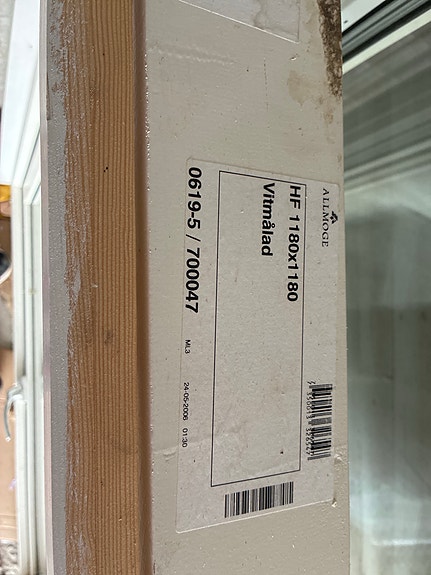 ALLMOGE
HF 1180x1180
Vitmålad
0619-5 / 700047
ML3
24-05-2006 01:30